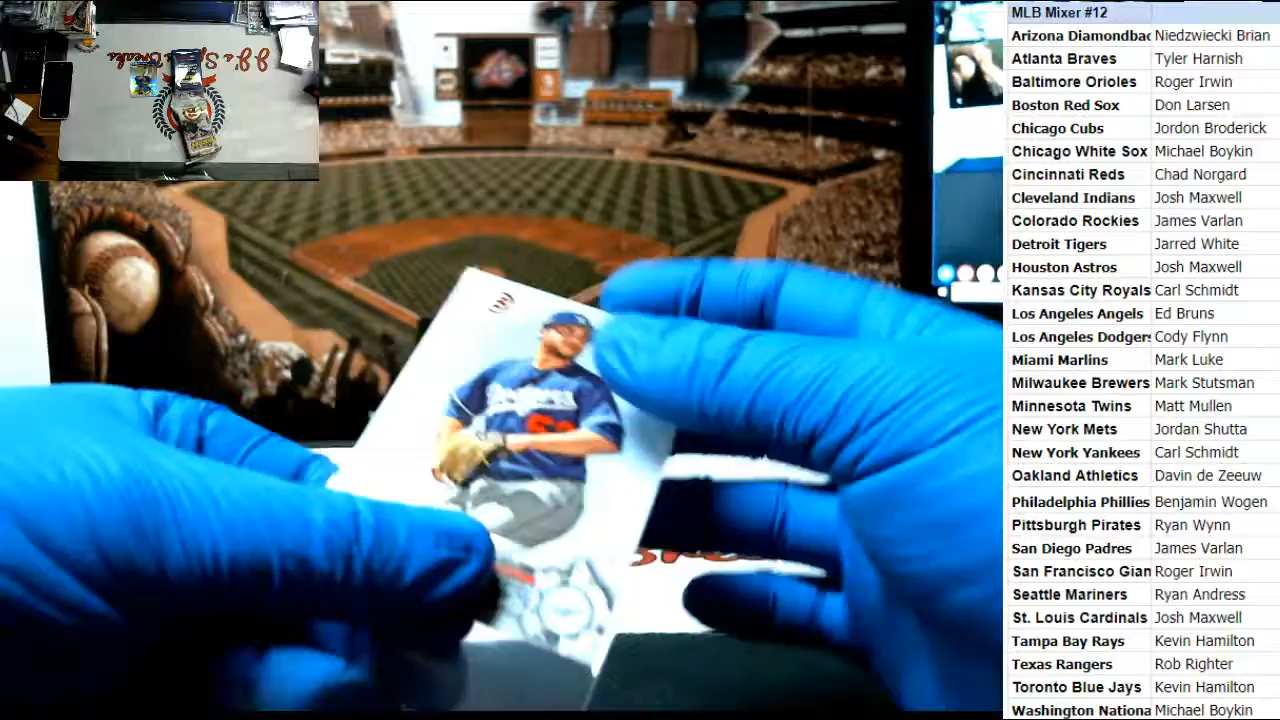 MLB Mixer #12
Arizona Diamondbac Niedzwiecki Brian
Atlanta Braves Tyler Harnish
Baltimore Orioles Roger Irwin
Boston Red Sox Don Larsen
Chicago Cubs Jordon Broderick
Chicago White Sox Michael Boykin
Cincinnati Reds Chad Norgard
Cleveland Indians Josh Maxwell
Colorado Rockies James Varlan
Detroit Tigers Jarred White
Houston Astros Josh Maxwell
Kansas City Royals Carl Schmidt
Los Angeles Angels Ed Bruns
Los Angeles Dodgers Cody Flynn
Miami Marlins Mark Luke
Milwaukee Brewers Mark Stutsman
Minnesota Twins Matt Mullen
New York Mets Jordan Shutta
New York Yankees Carl Schmidt
Oakland Athletics Davin de Zeeuw
Philadelphia Phillies Benjamin Wogen
Pittsburgh Pirates Ryan Wynn
San Diego Padres James Varlan
San Francisco Gian Roger Irwin
Seattle Mariners Ryan Andress
St. Louis Cardinals Josh Maxwell
Tampa Bay Rays Kevin Hamilton
Texas Rangers Rob Righter
Toronto Blue Jays Kevin Hamilton
Washington Nationa Michael Boykin